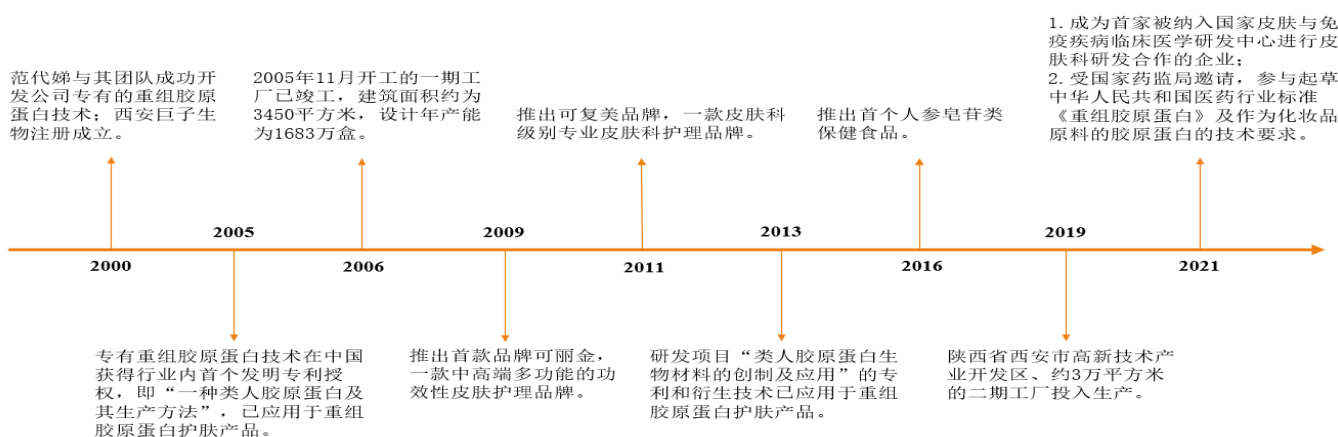 范代娣与其团队成功开
发公司专有的重组胶原
蛋白技术；西安巨子生
物注册成立。
2005年11月开工的一期工
厂已竣工，建筑面积约为
3450平方米，设计年产能
为1683万盒。
推出可复美品牌，一款皮肤科
级别专业皮肤科护理品牌。
推出首个人参皂苷类
保健食品。
1. 成为首家被纳入国家皮肤与免
疫疾病临床医学研发中心进行皮
肤科研发合作的企业；
2. 受国家药监局邀请，参与起草
中华人民共和国医药行业标准
《重组胶原蛋白》及作为化妆品
原料的胶原蛋白的技术要求。
2005
2009
2013
2019
2000
2006
2011
2016
2021
专有重组胶原蛋白技术在中国
获得行业内首个发明专利授
权，即“一种类人胶原蛋白及
其生产方法”，已应用于重组
胶原蛋白护肤产品。
推出首款品牌可丽金，
一款中高端多功能的功
效性皮肤护理品牌。
研发项目“类人胶原蛋白生
物材料的创制及应用”的专
利和衍生技术已应用于重组
胶原蛋白护肤产品。
陕西省西安市高新技术产
业开发区、约3万平方米
的二期工厂投入生产。